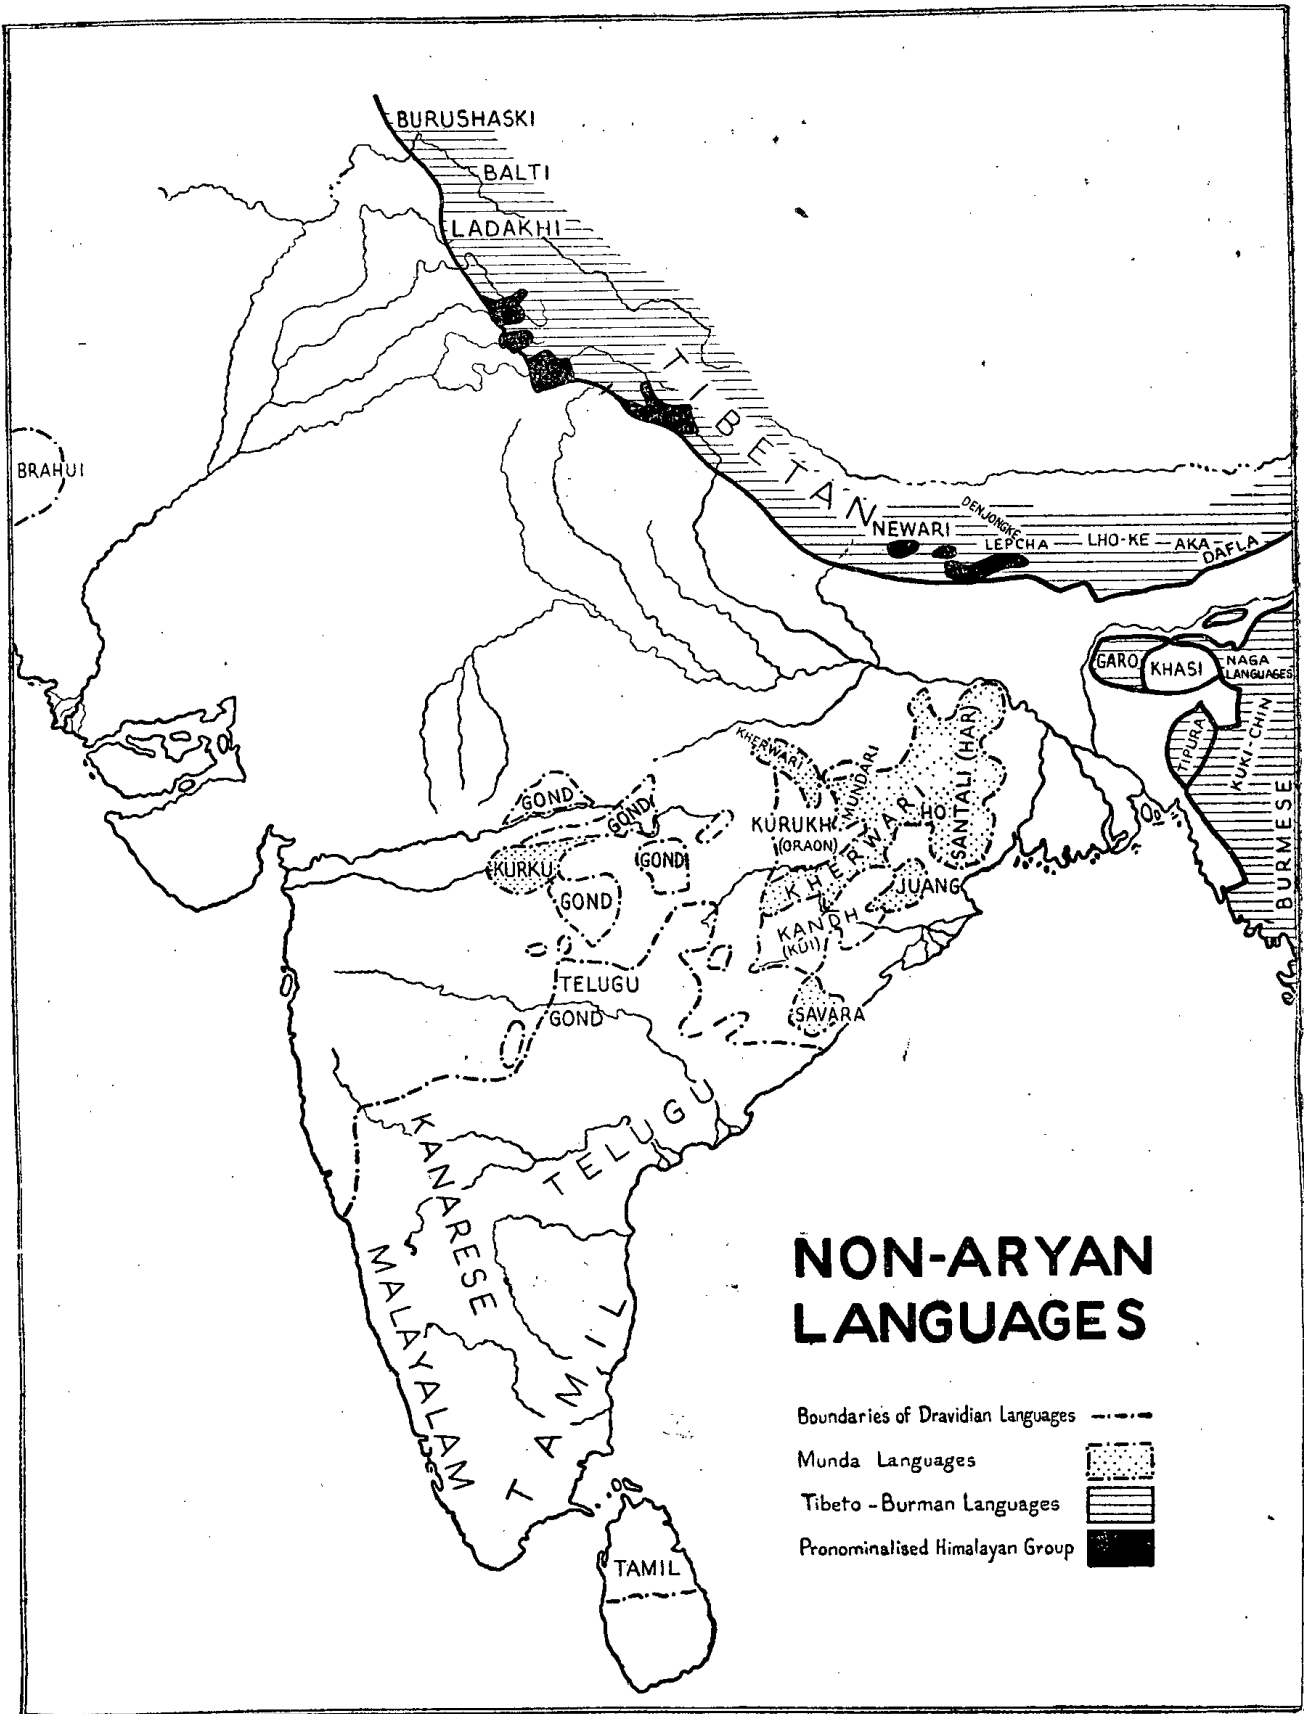 BURUSHASKI
BALTI
LADAKHI
TIBETAN
BRAHUI
NEWARI
DENJONGKE
LEPCHA
LHO-KE
AKA
DAFLA
GARO
KHASI
NAGA
LANGUAGES
TIPURA
KUKI-CHIN
BURMESE
KHERWARI
MUNDARI
SANTALI (HAR)
HO
KHERWARI
KURUKH
(ORAON)
GOND
GOND
GOND
KURKU
GOND
JUANG
KANDH
(KUI)
SAVARA
TELUGU
GOND
TELUGU
KANARESE
MALAYALAM
TAMIL
TAMIL
NON-ARYAN
LANGUAGES
Boundaries of Dravidian Languages
Munda Languages
Tibeto-Burman Languages
Pronominalised Himalayan Group